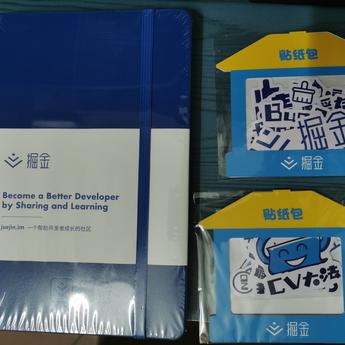 掘金
Become a Better Developer
by Sharing and Learning
juejin.im 一个帮助开发者成长的社区
贴纸包
掘金
掘金
贴纸包
CV大法
掘金